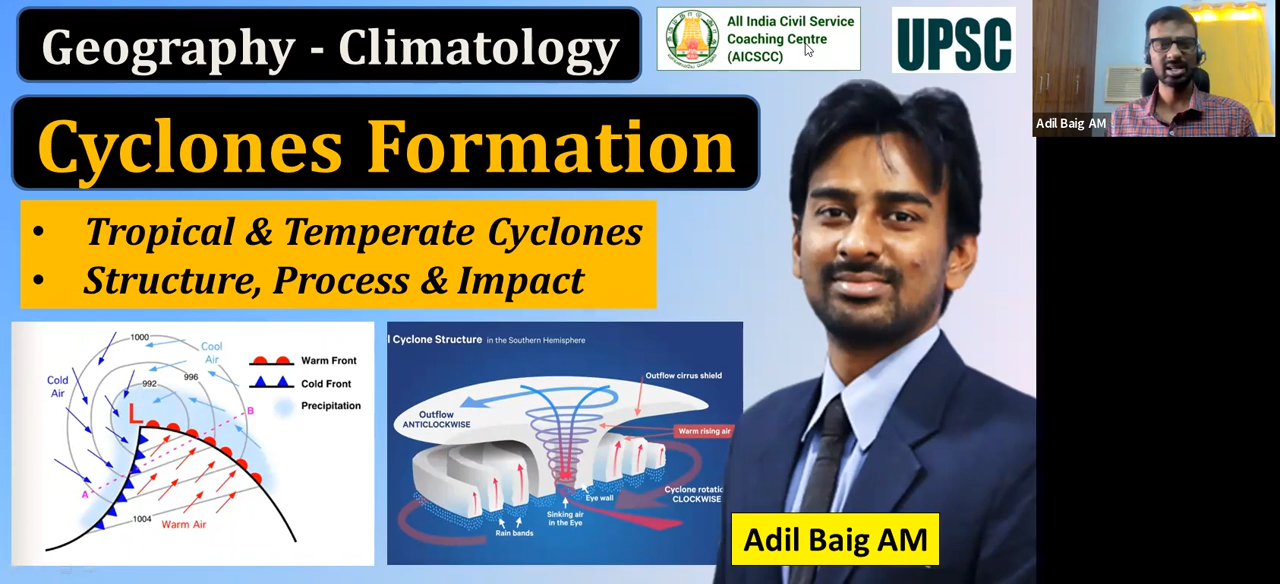 Geography - Climatology
All India Civil Service
Coaching Centre
(AICSCC)
UPSC
Adil Baig AM
Cyclones Formation
• Tropical & Temperate Cyclones
• Structure, Process & Impact
1000
Cool
Air
996
992
Cold
Air
L
B
A
1004
Warm Air
Warm Front
Cold Front
Precipitation
l Cyclone Structure in the Southern Hemisphere
Outflow cirrus shield
Outflow
ANTICLOCKWISE
Warm rising air
Cyclone rotatic
CLOCKWISE
Eye wall
Sinking air
in the Eye
Rain bands
Adil Baig AM